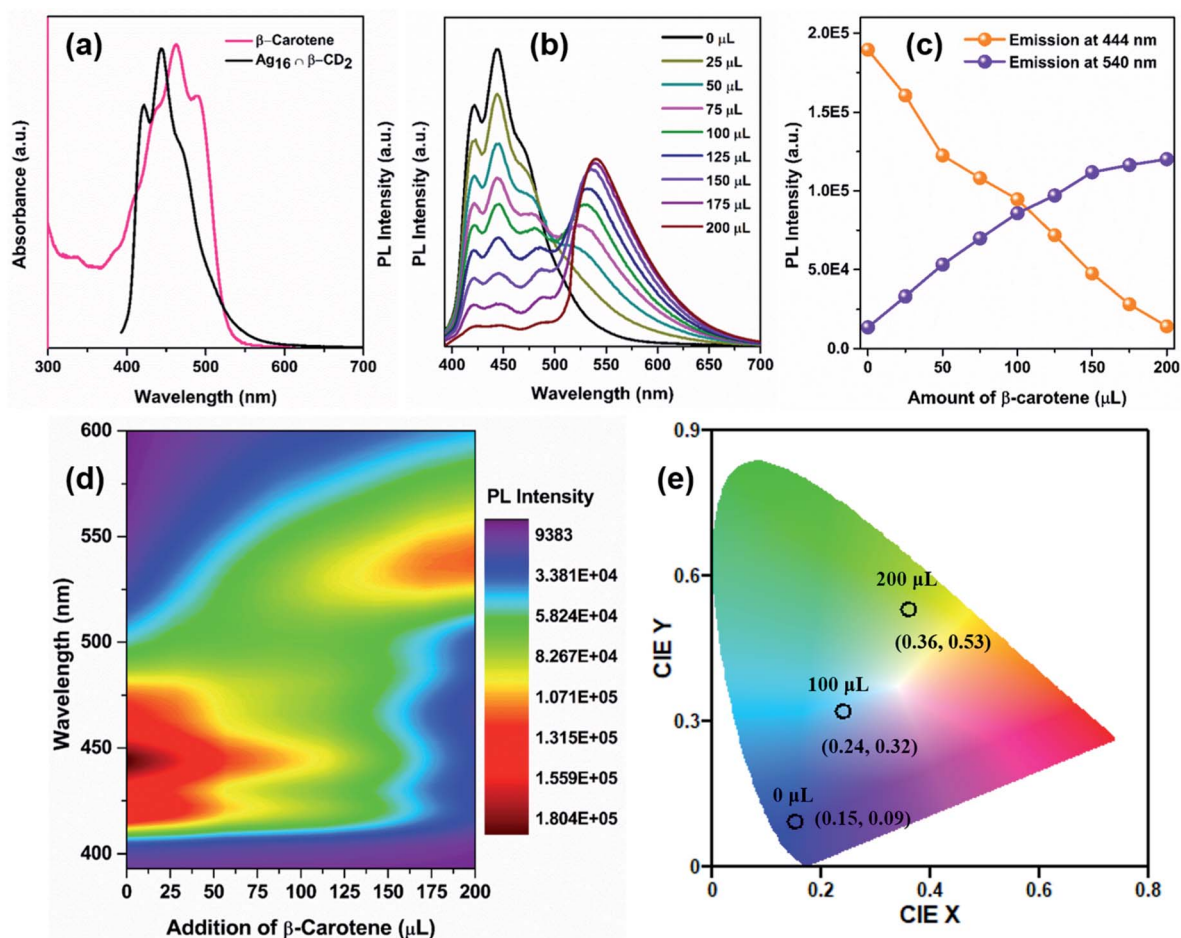 (a)
β–Carotene
Ag16 ∩ β–CD2
Absorbance (a.u.)
PL Intensity (a.u.)
300 400 500 600 700
Wavelength (nm)
(b)
0 μL
25 μL
50 μL
75 μL
100 μL
125 μL
150 μL
175 μL
200 μL
PL Intensity (a.u.)
400 450 500 550 600 650 700
Wavelength (nm)
(c)
Emission at 444 nm
Emission at 540 nm
PL Intensity (a.u.)
2.0E5
1.5E5
1.0E5
5.0E4
0.0
0 50 100 150 200
Amount of β-carotene (μL)
(d)
Wavelength (nm)
600
550
500
450
400
0 25 50 75 100 125 150 175 200
Addition of β-Carotene (μL)
PL Intensity
9383
3.381E+04
5.824E+04
8.267E+04
1.071E+05
1.315E+05
1.559E+05
1.804E+05
(e)
CIE Y
0.9
0.6
0.3
0
200 μL
(0.36, 0.53)
100 μL
(0.24, 0.32)
0 μL
(0.15, 0.09)
0 0.2 0.4 0.6 0.8
CIE X